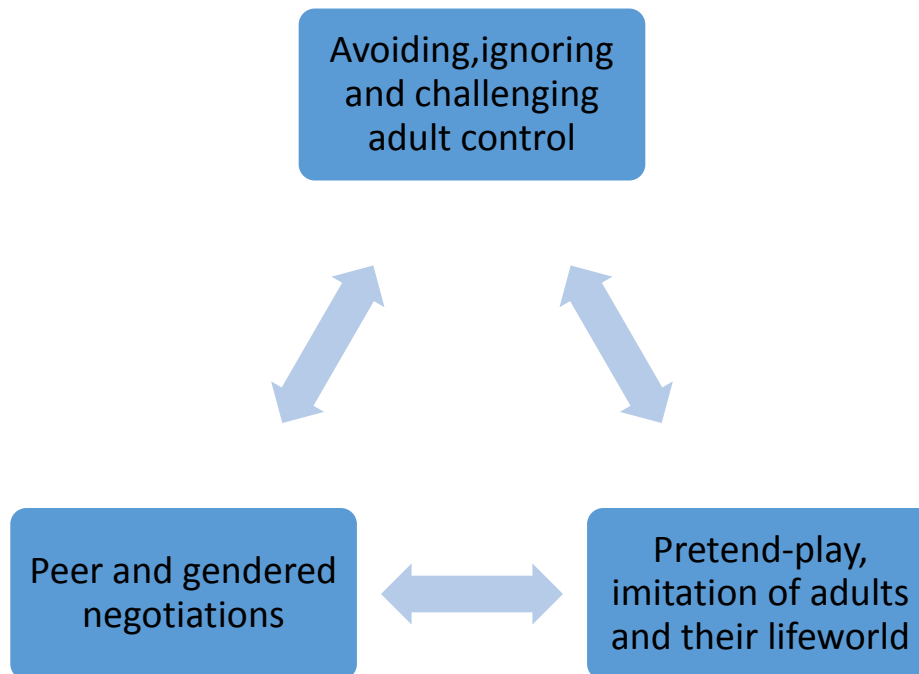 Avoiding,ignoring
and challenging
adult control
Peer and gendered
negotiations
Pretend-play,
imitation of adults
and their lifeworld